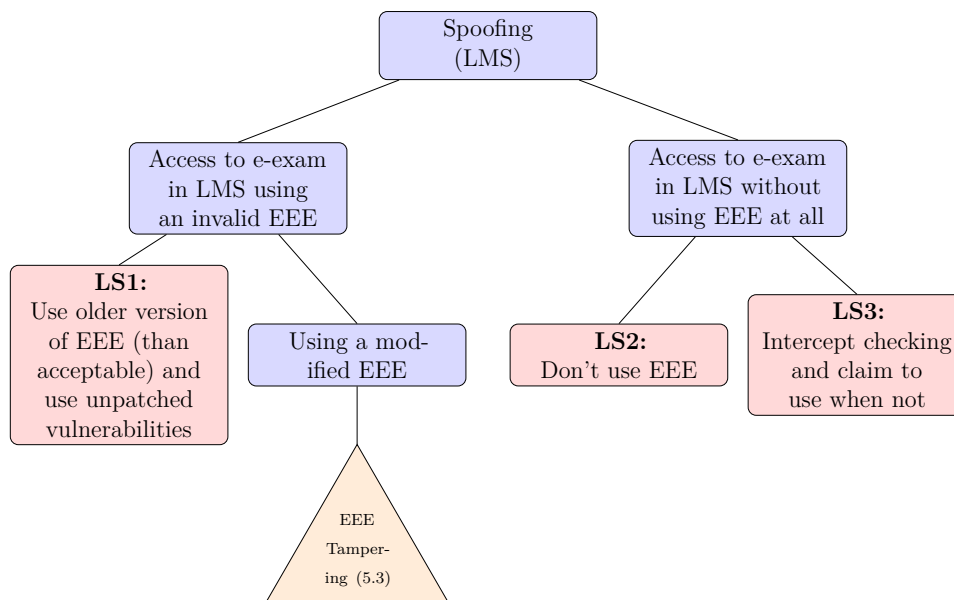 Spoofing
(LMS)
Access to e-exam
in LMS using
an invalid EEE
Access to e-exam
in LMS without
using EEE at all
LS1:
Use older version
of EEE (than
acceptable) and
use unpatched
vulnerabilities
Using a mod-
ified EEE
LS2:
Don't use EEE
LS3:
Intercept checking
and claim to
use when not
EEE
Tamper-
ing (5.3)